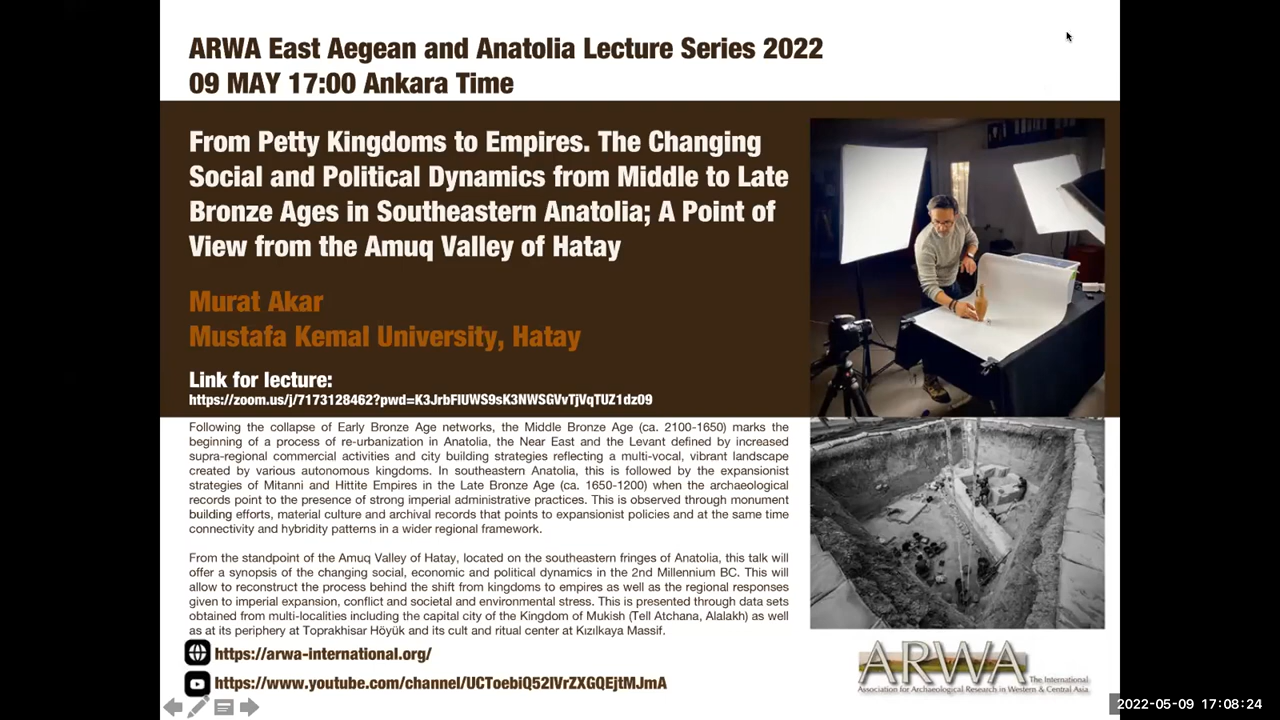 ARWA East Aegean and Anatolia Lecture Series 2022
09 MAY 17:00 Ankara Time
From Petty Kingdoms to Empires. The Changing
Social and Political Dynamics from Middle to Late
Bronze Ages in Southeastern Anatolia; A Point of
View from the Amuq Valley of Hatay
Murat Akar
Mustafa Kemal University, Hatay
Link for lecture:
https://zoom.us/j/7173128462?pwd=K3JrbFlUWS9sK3NWSGVvTjVqTUZ1dz09
Following the collapse of Early Bronze Age networks, the Middle Bronze Age (ca. 2100-1650) marks the
beginning of a process of re-urbanization in Anatolia, the Near East and the Levant defined by increased
supra-regional commercial activities and city building strategies reflecting a multi-vocal, vibrant landscape
created by various autonomous kingdoms. In southeastern Anatolia, this is followed by the expansionist
strategies of Mitanni and Hittite Empires in the Late Bronze Age (ca. 1650-1200) when the archaeological
records point to the presence of strong imperial administrative practices. This is observed through monument
building efforts, material culture and archival records that points to expansionist policies and at the same time
connectivity and hybridity patterns in a wider regional framework.
From the standpoint of the Amuq Valley of Hatay, located on the southeastern fringes of Anatolia, this talk will
offer a synopsis of the changing social, economic and political dynamics in the 2nd Millennium BC. This will
allow to reconstruct the process behind the shift from kingdoms to empires as well as the regional responses
given to imperial expansion, conflict and societal and environmental stress. This is presented through data sets
obtained from multi-localities including the capital city of the Kingdom of Mukish (Tell Atchana, Alalakh) as well
as at its periphery at Toprakhisar Höyük and its cult and ritual center at Kızılkaya Massif.
https://arwa-international.org/
https://www.youtube.com/channel/UCToebiQ52lVrZXGQEjtMJmA
ARWA The International
Association for Archaeological Research in Western & Central Asia
2022-05-09 17:08:24